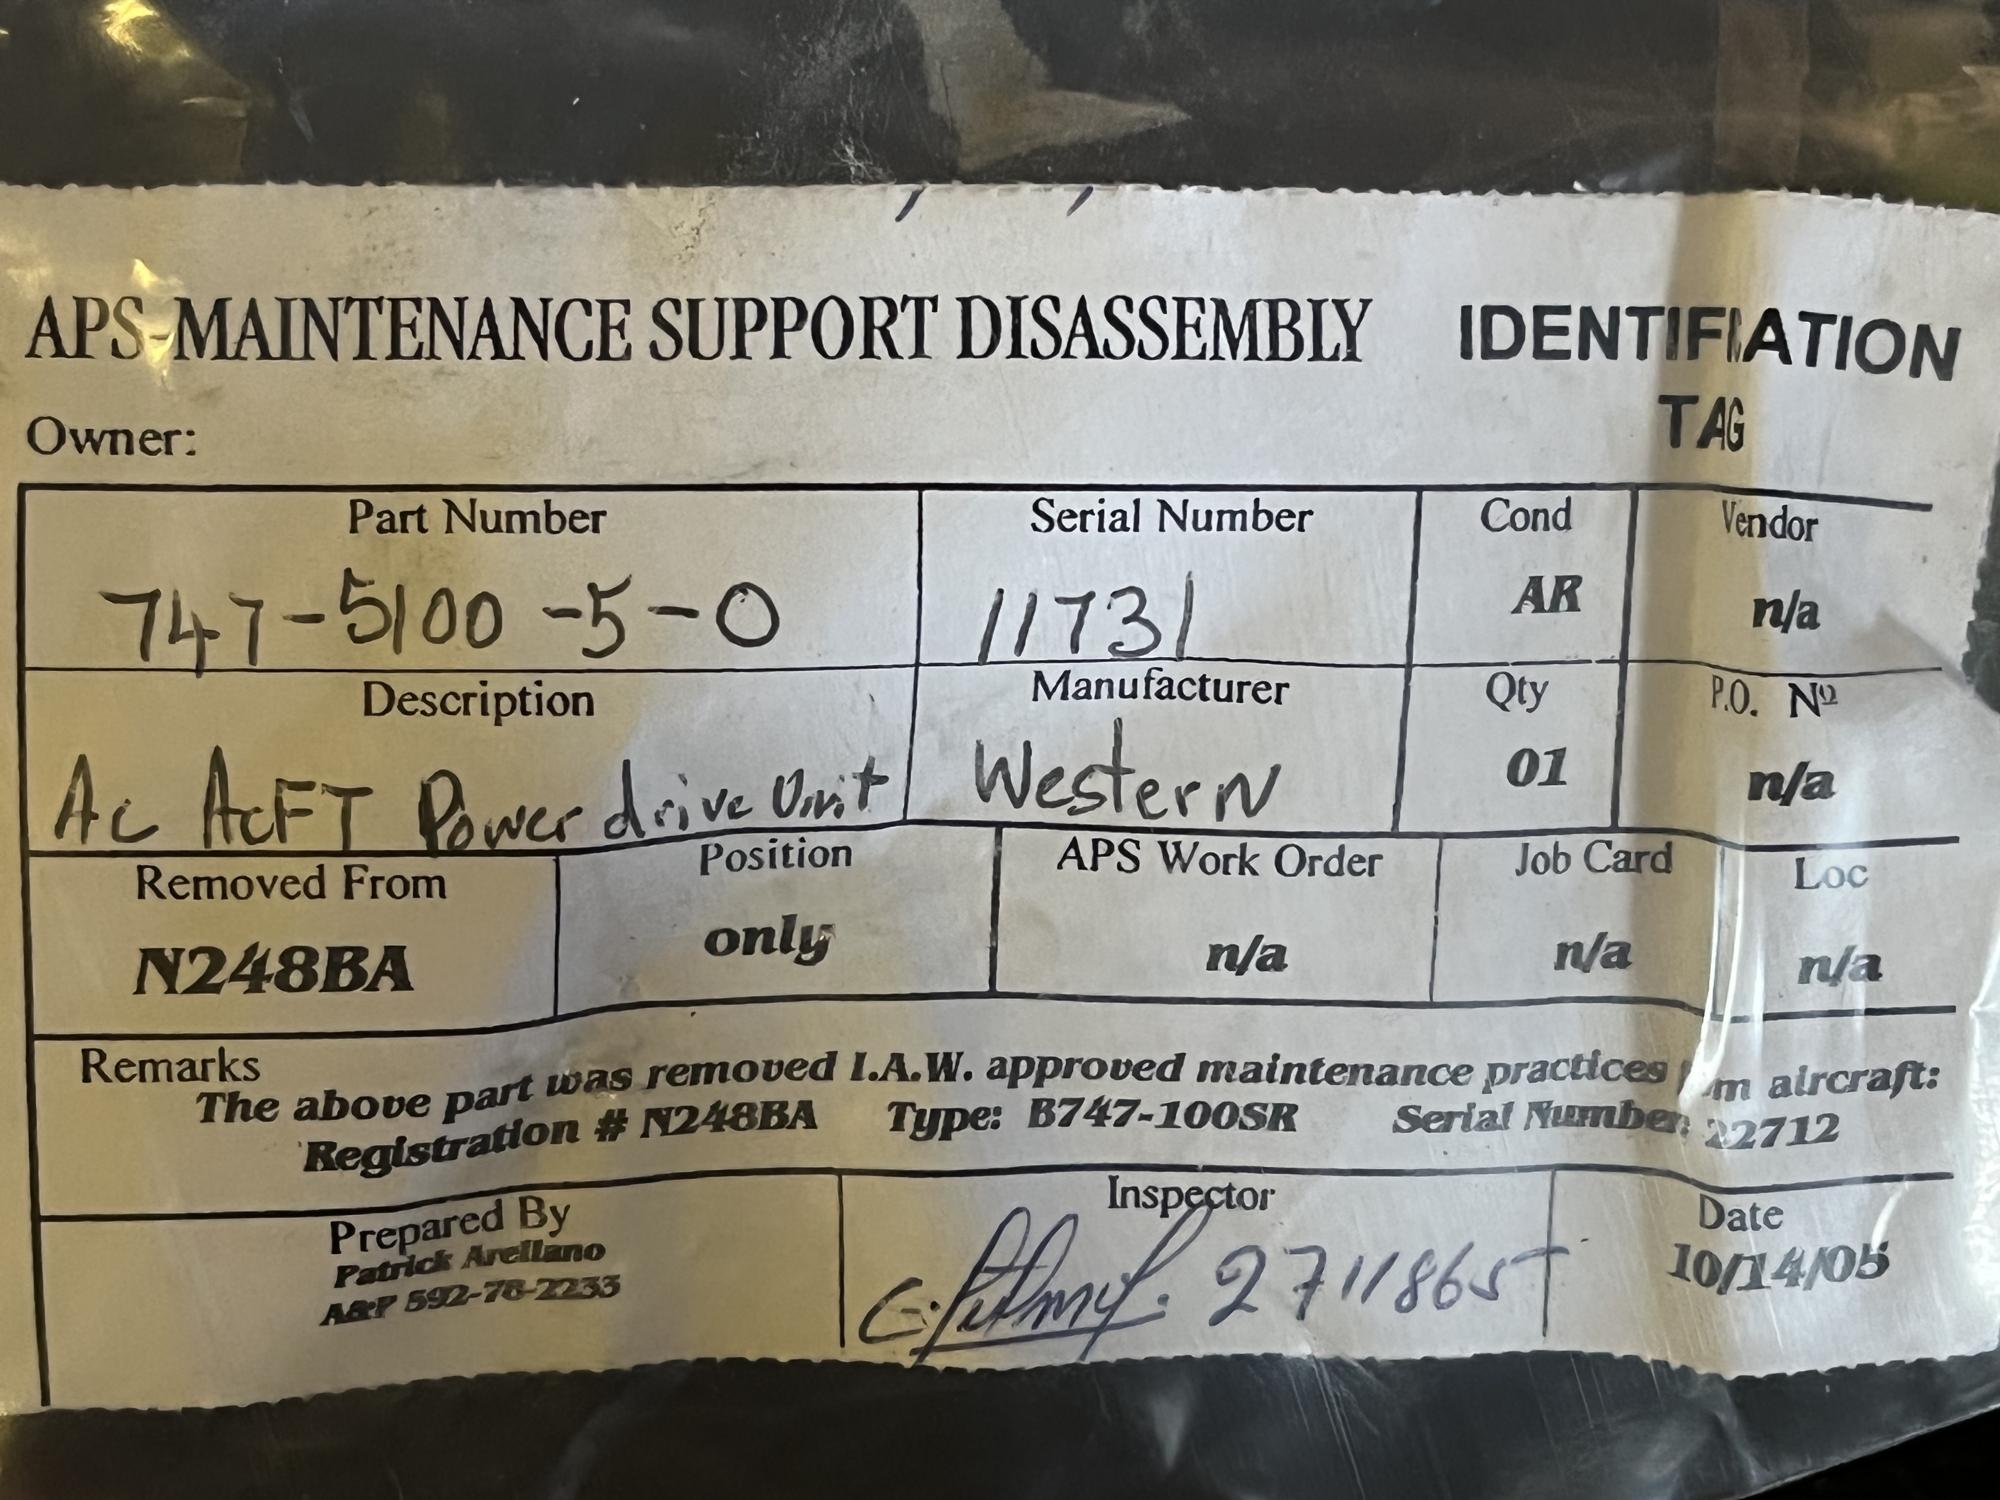 APS-MAINTENANCE SUPPORT DISASSEMBLY IDENTIFIATION
TAG
Owner:
Part Number Serial Number Cond Vendor
747-5100-5-0 11731 AR n/a
Description Manufacturer Qty P.O. Nº
Ac AcFT Power drive Unit Western 01 n/a
Removed From Position APS Work Order Job Card Loc
N248BA only n/a n/a n/a
Remarks
The above part was removed I.A.W. approved maintenance practices aircraft:
Registration # N248BA Type: B747-100SR Serial Number: 22712
Prepared By Inspector Date
Patrick Arellano 2711865 10/14/05
A&P 592-78-2233